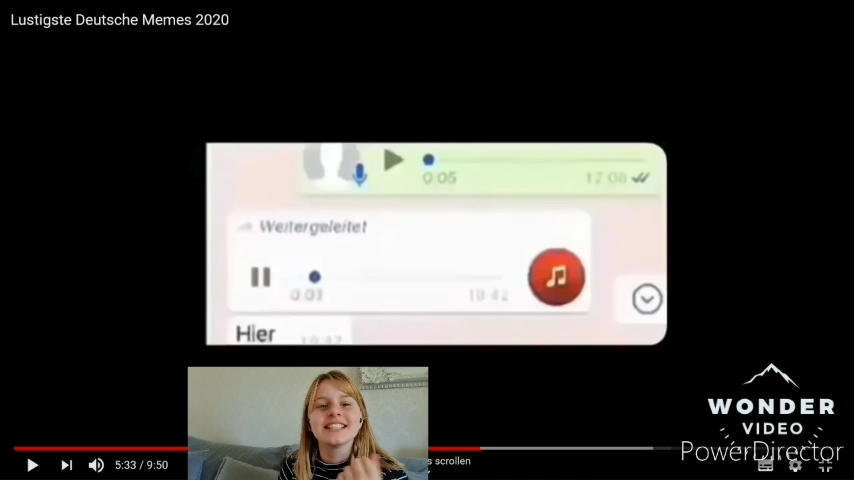 Lustigste Deutsche Memes 2020
0:05
17:08
Weitergeleitet
0:03
18:42
Hier
WONDER
VIDEO
PowerDirector
5:33 / 9:50
s scrollen